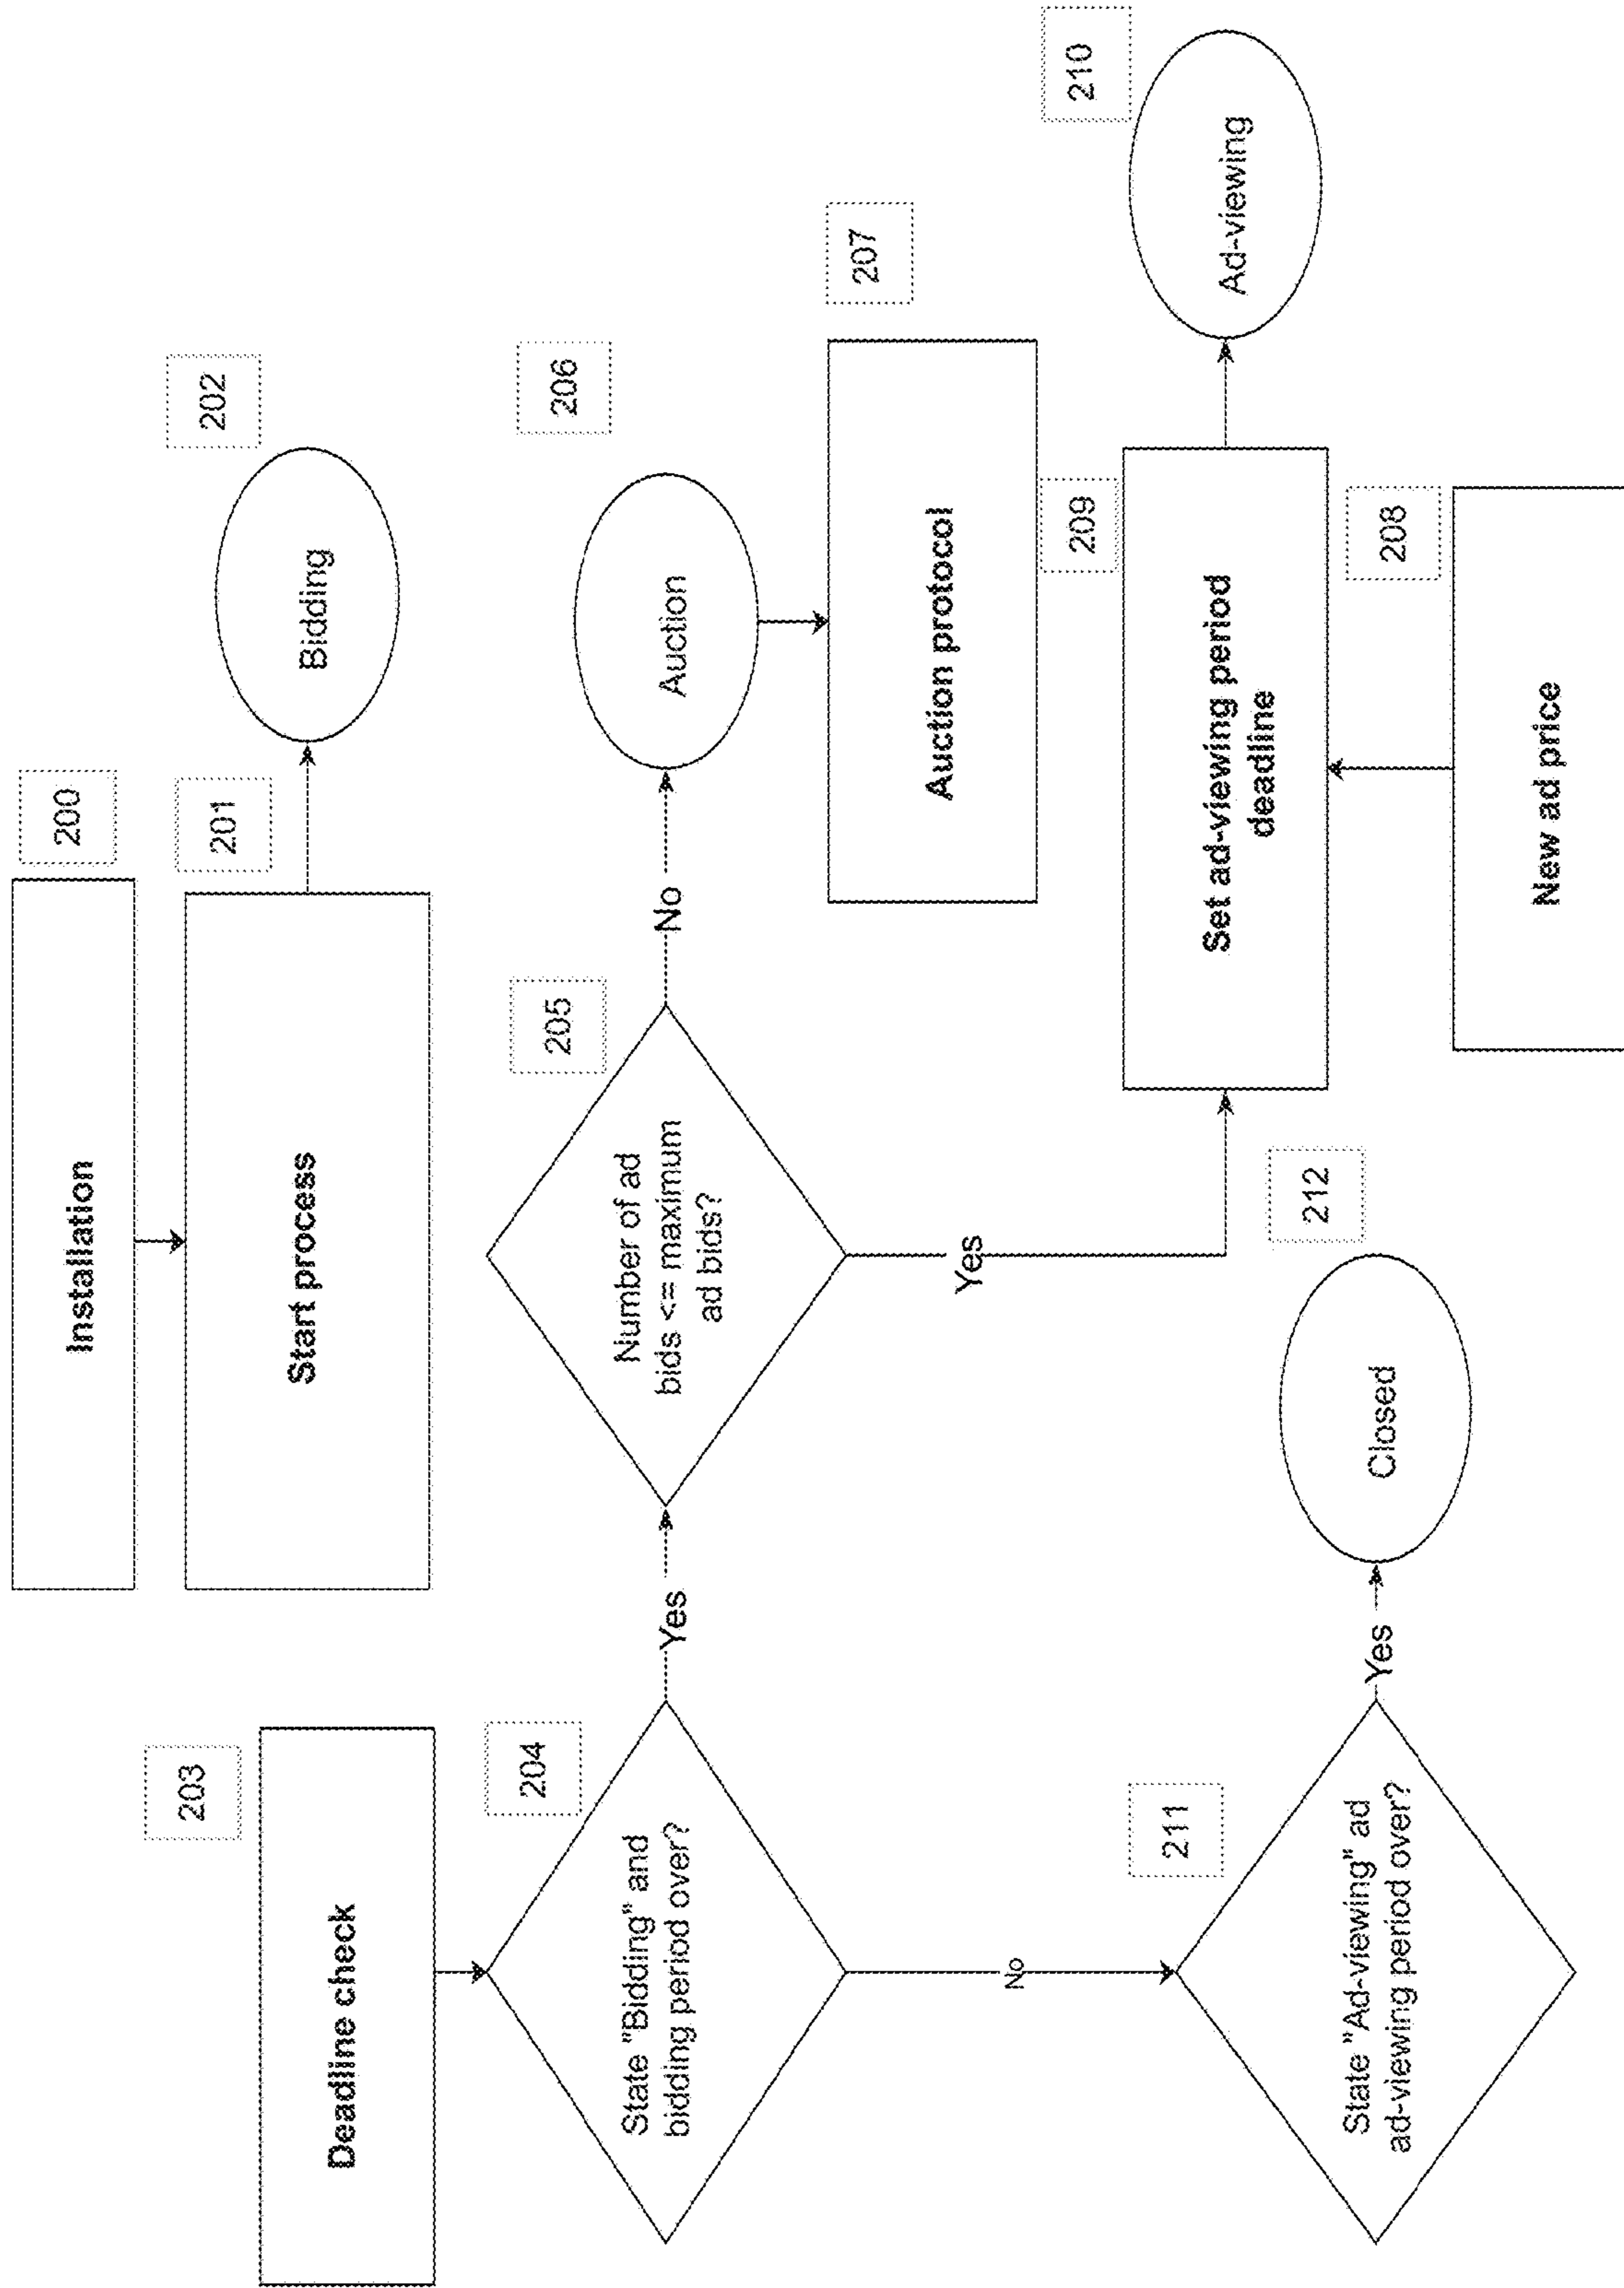 Installation
200
Start process
201
Bidding
202
Deadline check
203
State "Bidding" and
bidding period over?
204
Yes
Number of ad
bids <= maximum
ad bids?
205
No
Auction
206
Auction protocol
207
Yes
Set ad-viewing period
deadline
209
Ad-viewing
210
New ad price
208
No
State "Ad-viewing" ad
ad-viewing period over?
211
Yes
Closed
212